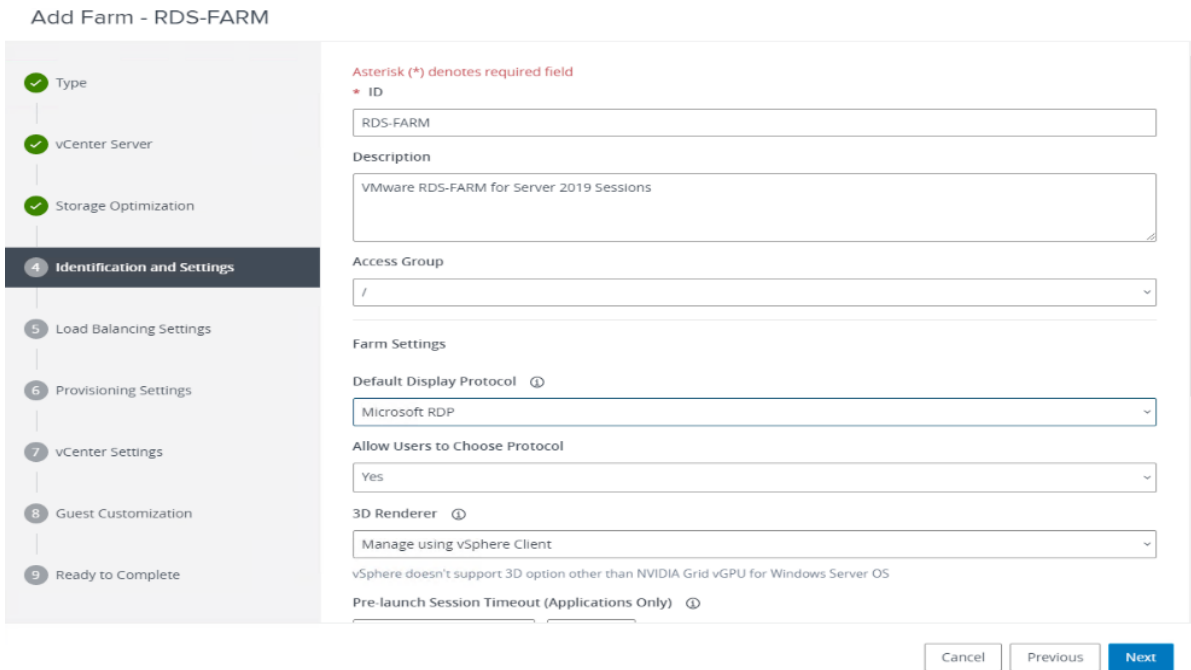 Add Farm - RDS-FARM
Type
vCenter Server
Storage Optimization
4 Identification and Settings
5 Load Balancing Settings
6 Provisioning Settings
7 vCenter Settings
8 Guest Customization
9 Ready to Complete
Asterisk (*) denotes required field
* ID
RDS-FARM
Description
VMware RDS-FARM for Server 2019 Sessions
Access Group
/
Farm Settings
Default Display Protocol
Microsoft RDP
Allow Users to Choose Protocol
Yes
3D Renderer
Manage using vSphere Client
vSphere doesn't support 3D option other than NVIDIA Grid vGPU for Windows Server OS
Pre-launch Session Timeout (Applications Only)
Cancel Previous Next